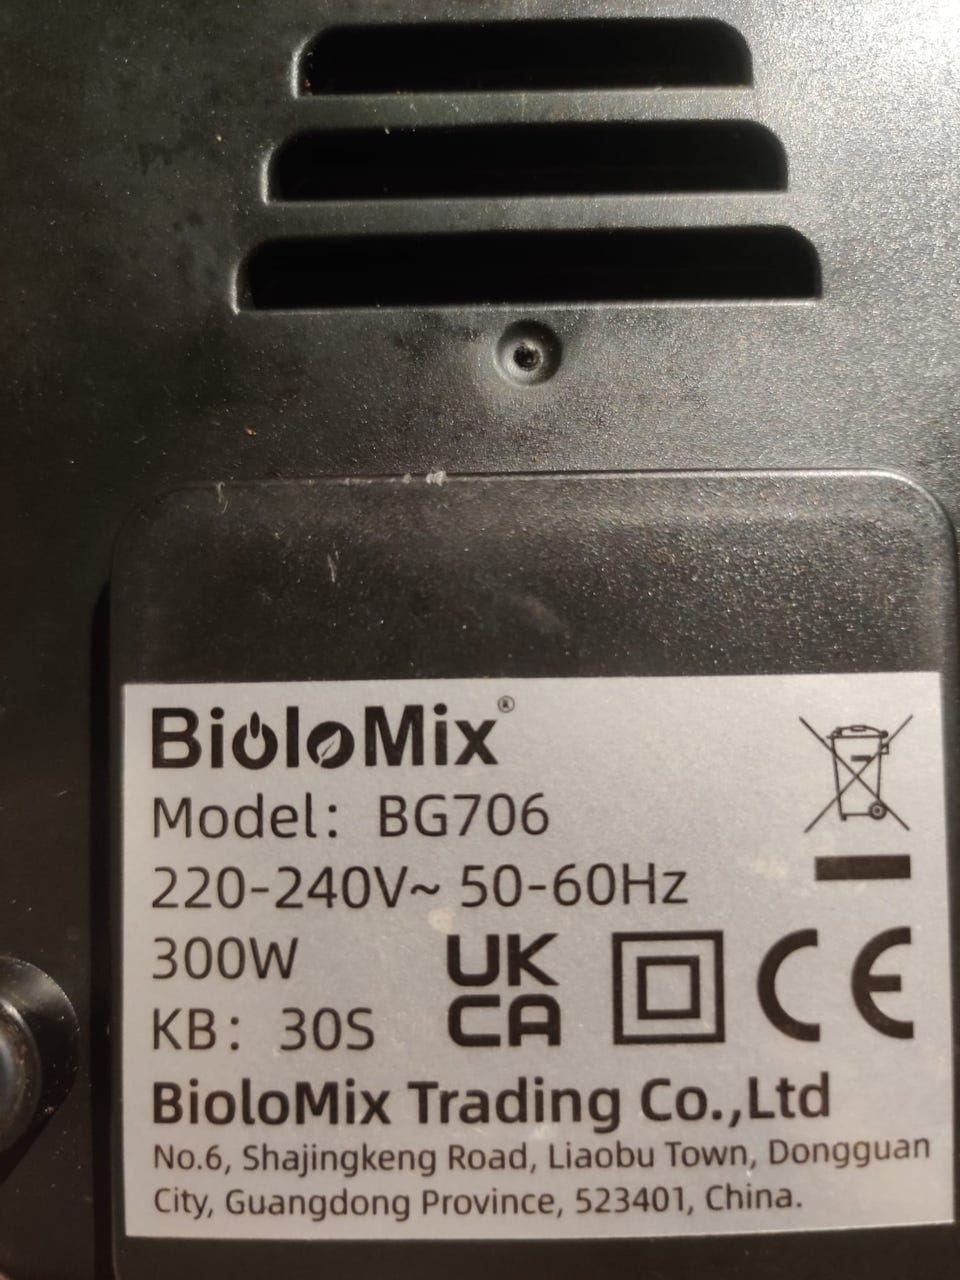 BioloMix®
Model: BG706
220-240V~ 50-60Hz
300W
KB: 30S
UK
CA
CE
BioloMix Trading Co.,Ltd
No.6, Shajingkeng Road, Liaobu Town, Dongguan
City, Guangdong Province, 523401, China.